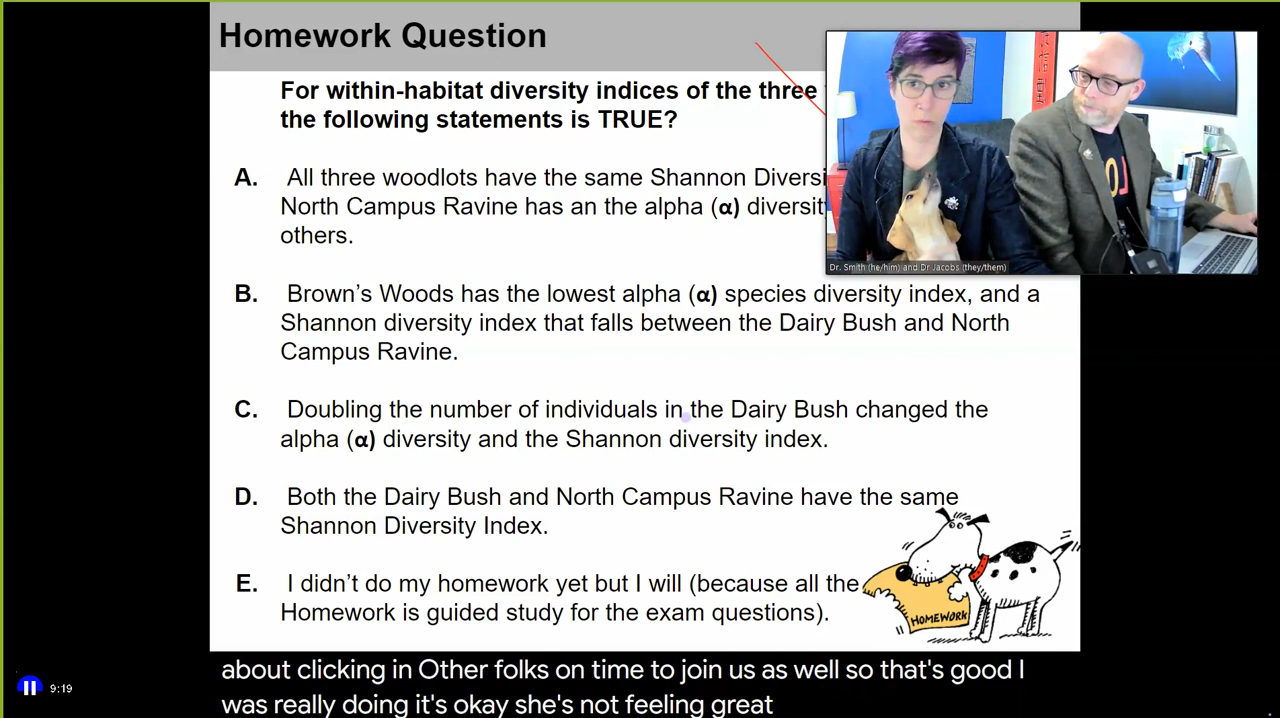 Homework Question
For within-habitat diversity indices of the three
the following statements is TRUE?
A. All three woodlots have the same Shannon
North Campus Ravine has an the alpha (α)
others.
B. Brown's Woods has the lowest alpha (α) species diversity index, and a
Shannon diversity index that falls between the Dairy Bush and North
Campus Ravine.
C. Doubling the number of individuals in the Dairy Bush changed the
alpha (α) diversity and the Shannon diversity index.
D. Both the Dairy Bush and North Campus Ravine have the same
Shannon Diversity Index.
E. I didn't do my homework yet but I will (because all the
Homework is guided study for the exam questions).
HOMEWORK
Dr. Smith (he/him) and Dr Jacobs (they/them)
about clicking in Other folks on time to join us as well so that's good I
was really doing it's okay she's not feeling great
9:19